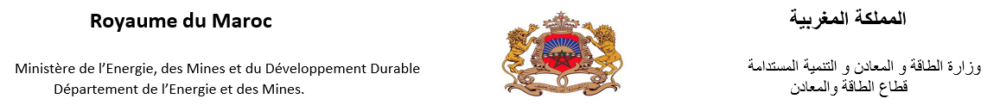 Royaume du Maroc
Ministère de l’Energie, des Mines et du Développement Durable
Département de l’Energie et des Mines.
المملكة المغربية
وزارة الطاقة و المعادن و التنمية المستدامة
قطاع الطاقة والمعادن